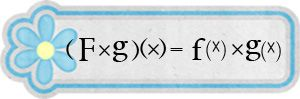 (F×g)(x) = f(x) ×g(x)